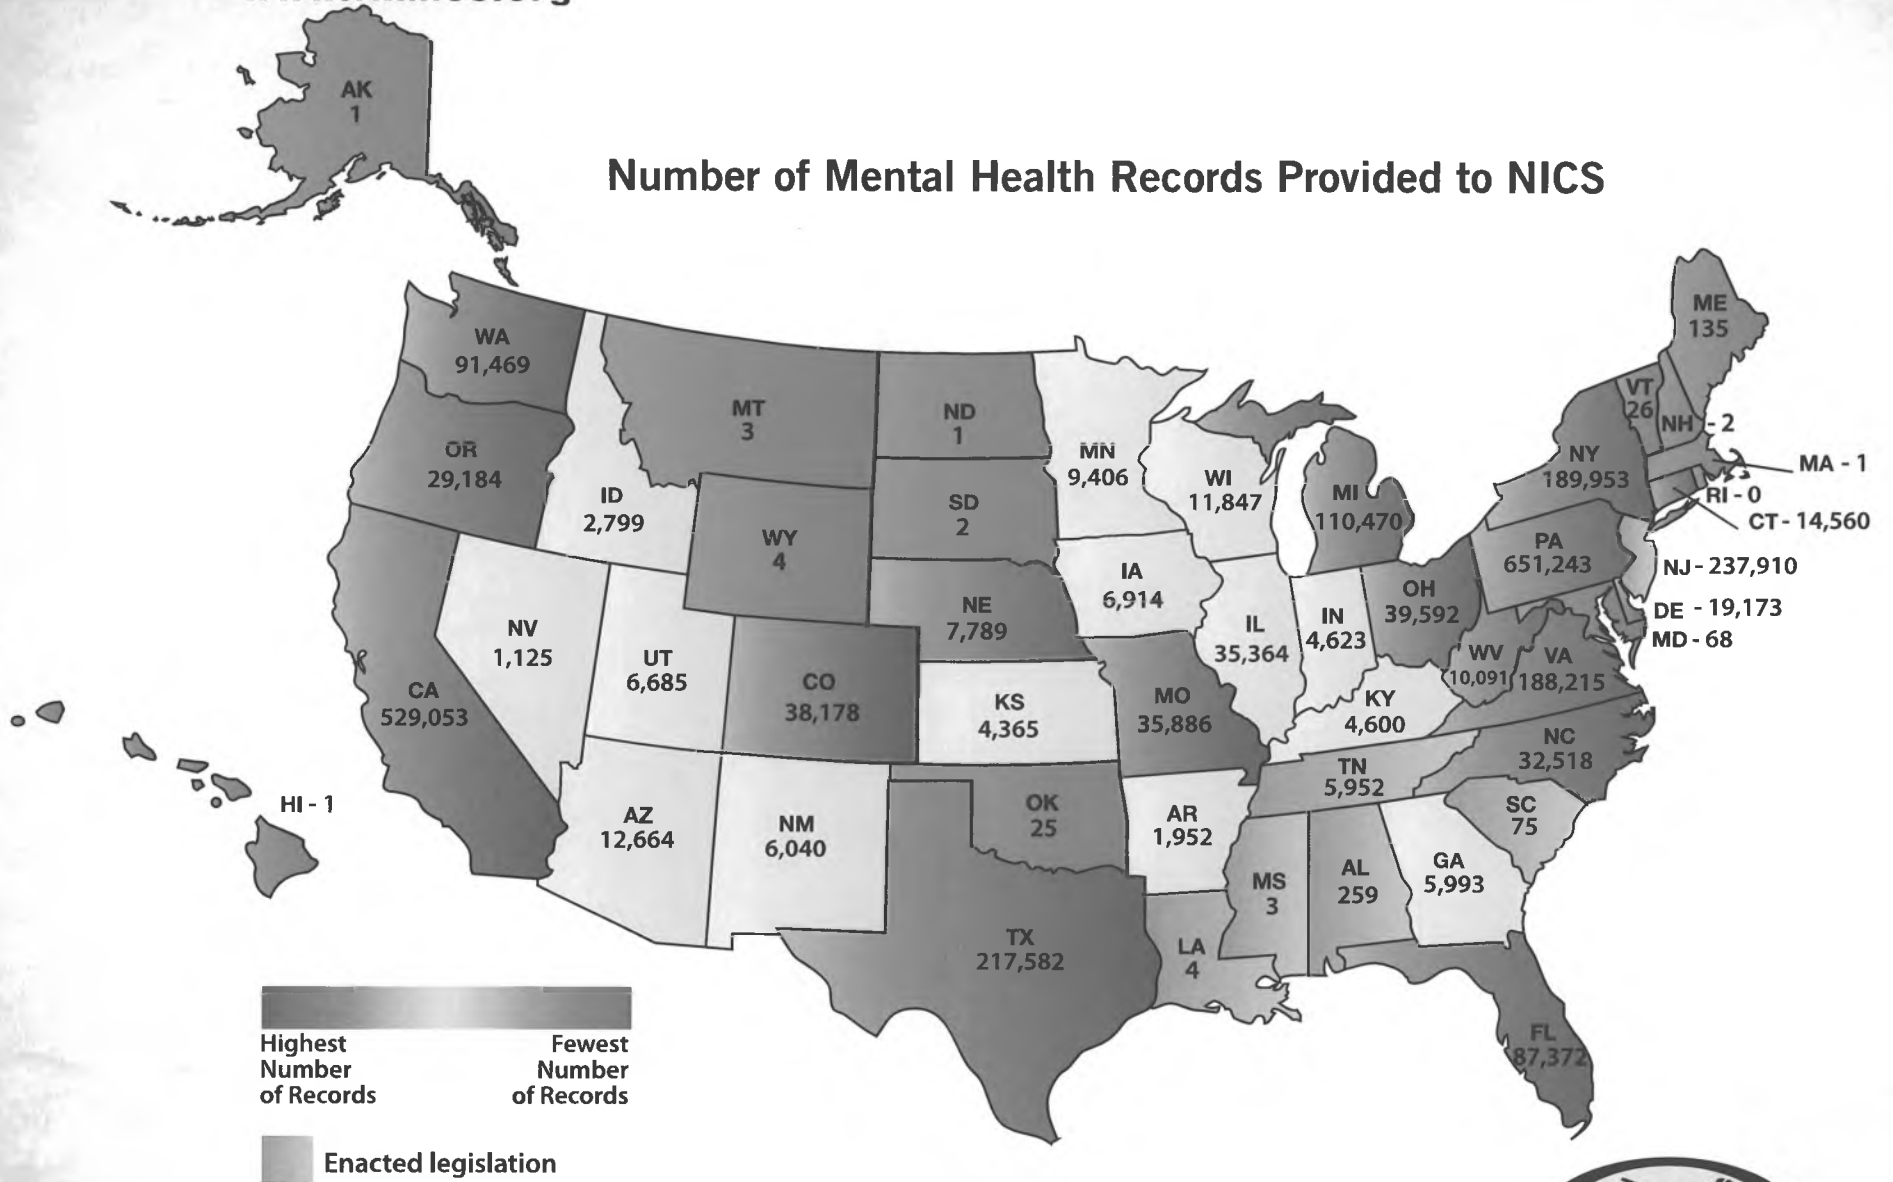 AK
1
Number of Mental Health Records Provided to NICS
WA
91,469
OR
29,184
ID
2,799
MT
3
WY
4
ND
1
SD
2
NE
7,789
MN
9,406
WI
11,847
MI
110,470
IA
6,914
IL
35,364
IN
4,623
OH
39,592
PA
651,243
NY
189,953
VT
26
NH - 2
ME
135
MA - 1
RI - 0
CT - 14,560
NJ - 237,910
DE - 19,173
MD - 68
WV
10,091
VA
188,215
KY
4,600
NC
32,518
TN
5,952
SC
75
GA
5,993
AL
259
MS
3
LA
4
FL
87,372
AR
1,952
MO
35,886
KS
4,365
OK
25
TX
217,582
CO
38,178
NM
6,040
AZ
12,664
UT
6,685
NV
1,125
CA
529,053
HI - 1
Highest
Number
of Records
Fewest
Number
of Records
Enacted legislation